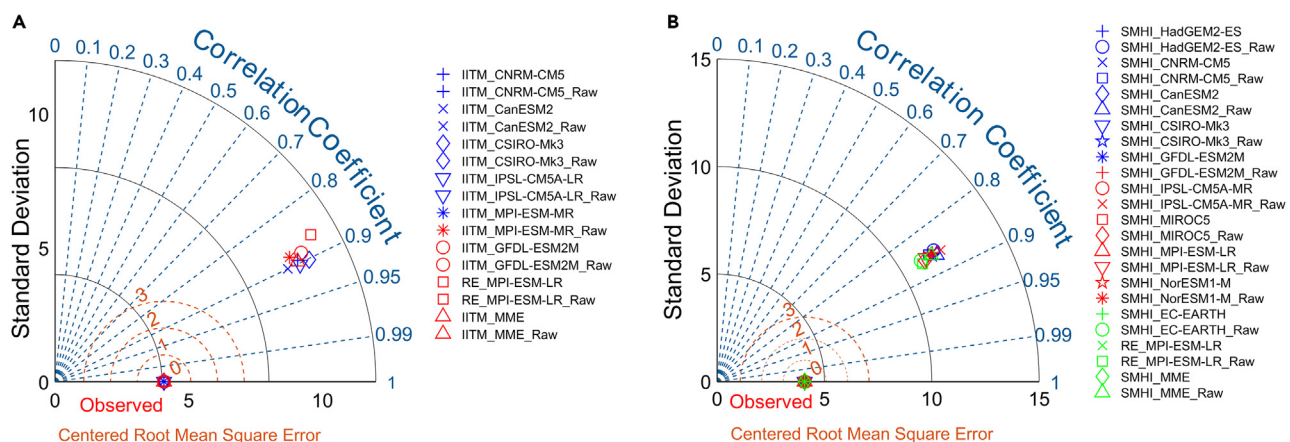 A
Standard Deviation
10
5
0
0
5
10
0
0.1
0.2
0.3
0.4
0.5
0.6
0.7
0.8
0.9
0.95
0.99
1
Correlation Coefficient
3
2
1
0
Observed
Centered Root Mean Square Error
IITM_CNRM-CM5
IITM_CNRM-CM5_Raw
IITM_CanESM2
IITM_CanESM2_Raw
IITM_CSIRO-Mk3
IITM_CSIRO-Mk3_Raw
IITM_IPSL-CM5A-LR
IITM_IPSL-CM5A-LR_Raw
IITM_MPI-ESM-MR
IITM_MPI-ESM-MR_Raw
IITM_GFDL-ESM2M
IITM_GFDL-ESM2M_Raw
RE_MPI-ESM-LR
RE_MPI-ESM-LR_Raw
IITM_MME
IITM_MME_Raw
B
Standard Deviation
15
10
5
0
0
5
10
15
0
0.1
0.2
0.3
0.4
0.5
0.6
0.7
0.8
0.9
0.95
0.99
1
Correlation Coefficient
3
2
1
0
Observed
Centered Root Mean Square Error
SMHI_HadGEM2-ES
SMHI_HadGEM2-ES_Raw
SMHI_CNRM-CM5
SMHI_CNRM-CM5_Raw
SMHI_CanESM2
SMHI_CanESM2_Raw
SMHI_CSIRO-Mk3
SMHI_CSIRO-Mk3_Raw
SMHI_GFDL-ESM2M
SMHI_GFDL-ESM2M_Raw
SMHI_IPSL-CM5A-MR
SMHI_IPSL-CM5A-MR_Raw
SMHI_MIROC5
SMHI_MIROC5_Raw
SMHI_MPI-ESM-LR
SMHI_MPI-ESM-LR_Raw
SMHI_NorESM1-M
SMHI_NorESM1-M_Raw
SMHI_EC-EARTH
SMHI_EC-EARTH_Raw
RE_MPI-ESM-LR
RE_MPI-ESM-LR_Raw
SMHI_MME
SMHI_MME_Raw